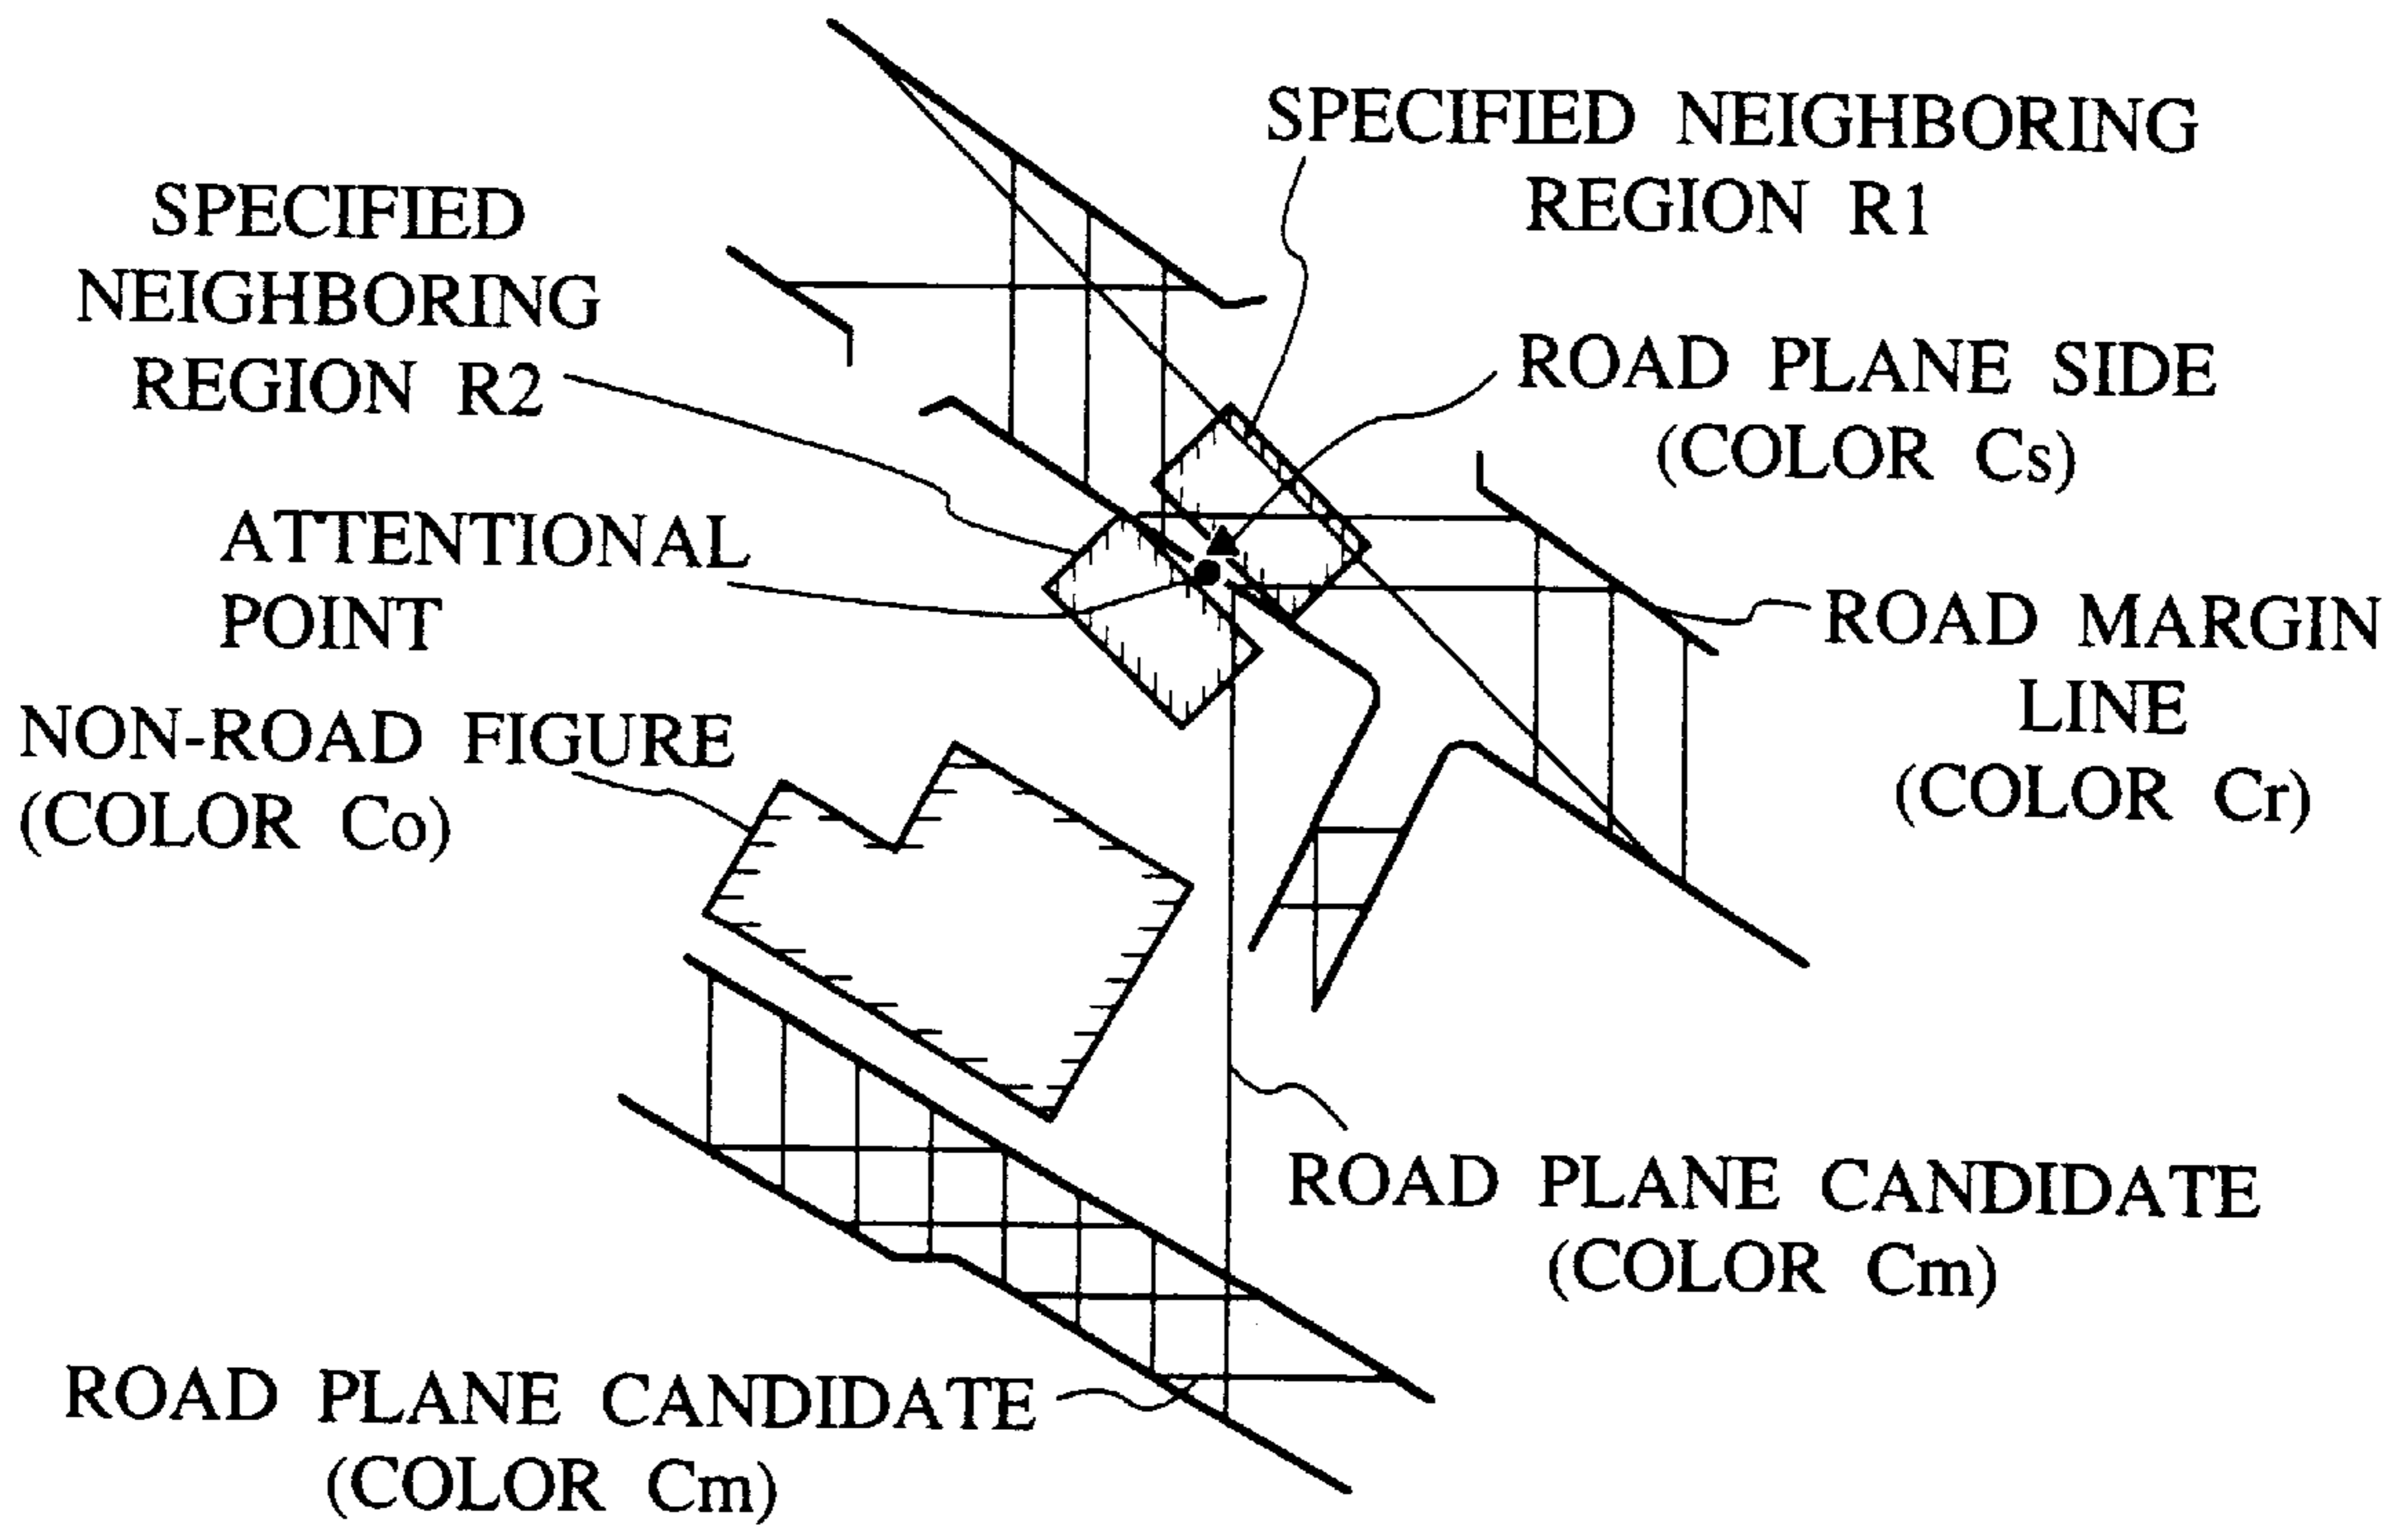 SPECIFIED NEIGHBORING
REGION R1
SPECIFIED
NEIGHBORING
REGION R2
ROAD PLANE SIDE
(COLOR Cs)
ATTENTIONAL
POINT
ROAD MARGIN
LINE
(COLOR Cr)
NON-ROAD FIGURE
(COLOR Co)
ROAD PLANE CANDIDATE
(COLOR Cm)
ROAD PLANE CANDIDATE
(COLOR Cm)